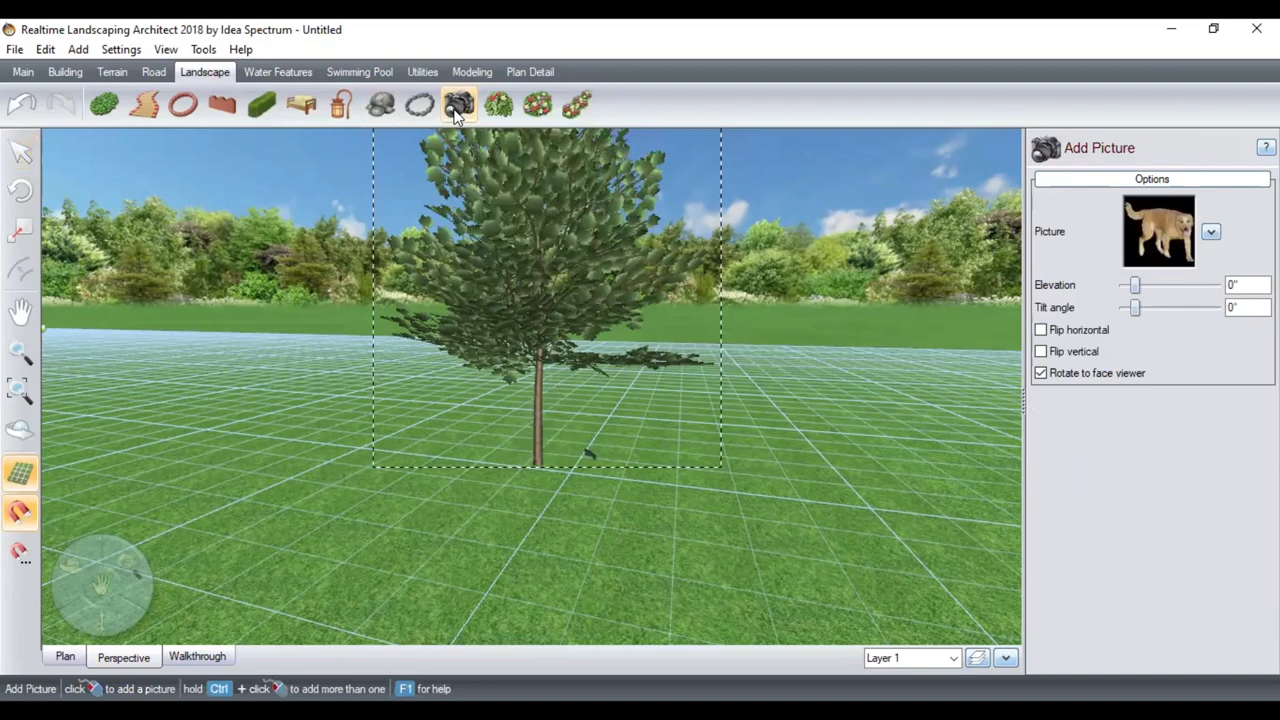 Realtime Landscaping Architect 2018 by Idea Spectrum - Untitled
File Edit Add Settings View Tools Help
Main Building Terrain Road Landscape Water Features Swimming Pool Utilities Modeling Plan Detail
Add Picture ?
Options
Picture
Elevation 0"
Tilt angle 0°
Flip horizontal
Flip vertical
Rotate to face viewer
Plan Perspective Walkthrough Layer 1
Add Picture click to add a picture hold Ctrl + click to add more than one F1 for help